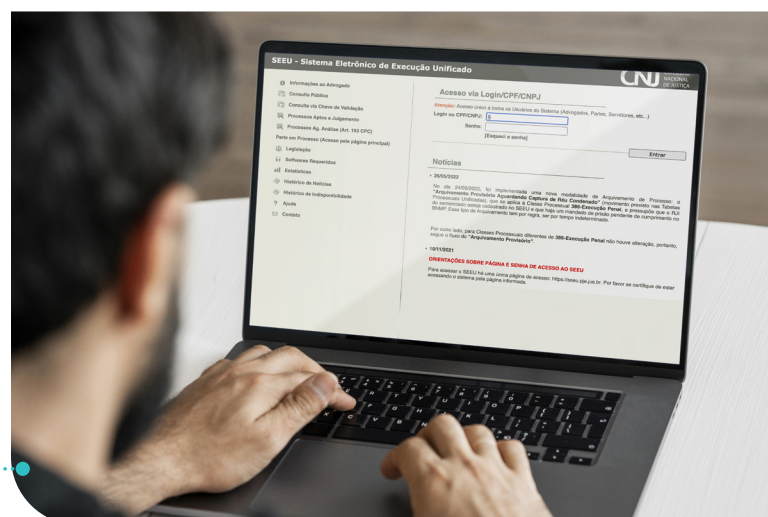 SEEU - Sistema Eletrônico de Execução Unificado
CNJ
NACIONAL
DE JUSTIÇA
Informações ao Advogado
Consulta Pública
Consulta via Chave de Validação
Processos Aptos a Julgamento
Processos Ag. Análise (Art. 153 CPC)
Parte em Processo (Acesso pela página principal)
Legislação
Softwares Requeridos
Estatísticas
Histórico de Notícias
Histórico de Indisponibilidade
? Ajuda
Contato
Acesso via Login/CPF/CNPJ
Atenção: Acesso único a todos os Usuários do Sistema (Advogados, Partes, Servidores, etc...)
Login ou CPF/CNPJ:
Senha:
[Esqueci a senha]
Entrar
Notícias
• 26/05/2022
No dia 24/05/2022, foi implementada uma nova modalidade de Arquivamento de Processo: o
"Arquivamento Provisório Aguardando Captura de Réu Condenado" (movimento previsto nas Tabelas
Processuais Unificadas), que se aplica à Classe Processual 386-Execução Penal, e pressupõe que o RJI
do sentenciado esteja cadastrado no SEEU e que haja um mandado de prisão pendente de cumprimento no
BNMP. Esse tipo de Arquivamento tem por regra, ser por tempo indeterminado.
Por outro lado, para Classes Processuais diferentes de 386-Execução Penal não houve alteração, portanto,
segue o fluxo do "Arquivamento Provisório".
• 10/11/2021
ORIENTAÇÕES SOBRE PÁGINA E SENHA DE ACESSO AO SEEU
Para acessar o SEEU há uma única página de acesso: https://seeu.pje.jus.br. Por favor se certifique de estar
acessando o sistema pela página informada.